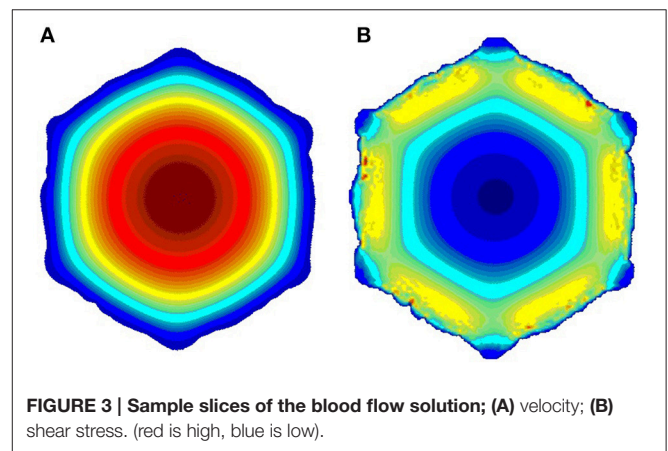 A
B
FIGURE 3 | Sample slices of the blood flow solution; (A) velocity; (B)
shear stress. (red is high, blue is low).